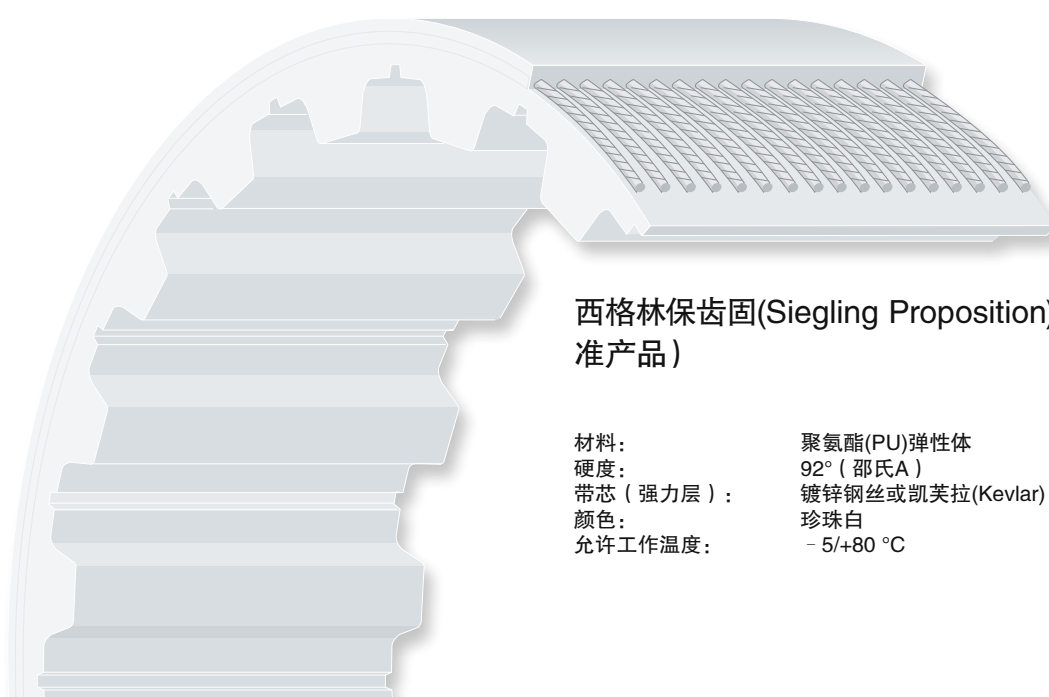 西格林保齿固(Siegling Proposition)
准产品）
材料： 聚氨酯(PU)弹性体
硬度： 92°（邵氏A）
带芯（强力层）： 镀锌钢丝或凯芙拉(Kevlar)
颜色： 珍珠白
允许工作温度： －5/+80 °C